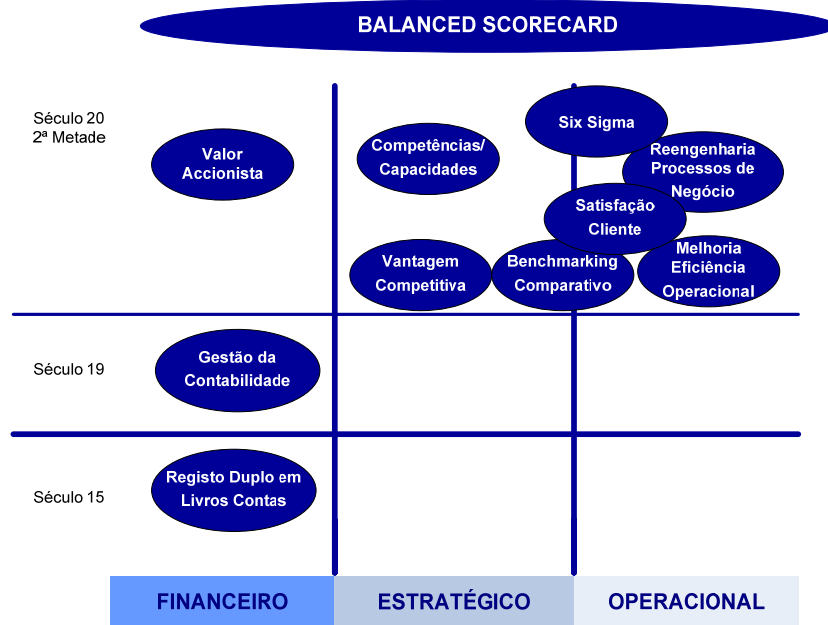 BALANCED SCORECARD
Século 20
2ª Metade
Valor
Accionista
Competências/
Capacidades
Six Sigma
Reengenharia
Processos de
Negócio
Satisfação
Cliente
Vantagem
Competitiva
Benchmarking
Comparativo
Melhoria
Eficiência
Operacional
Século 19
Gestão da
Contabilidade
Século 15
Registo Duplo em
Livros Contas
FINANCEIRO
ESTRATÉGICO
OPERACIONAL